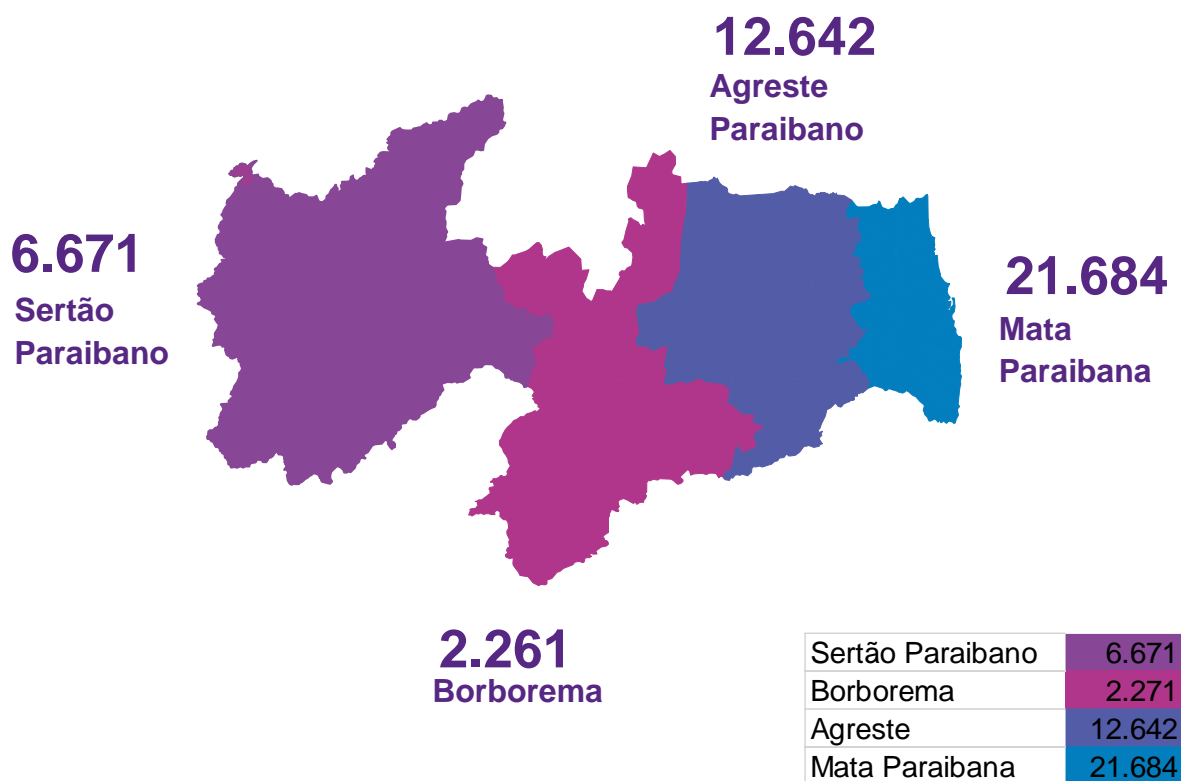 12.642
Agreste
Paraibano
6.671
Sertão
Paraibano
21.684
Mata
Paraibana
2.261
Borborema
Sertão Paraibano 6.671
Borborema 2.271
Agreste 12.642
Mata Paraibana 21.684